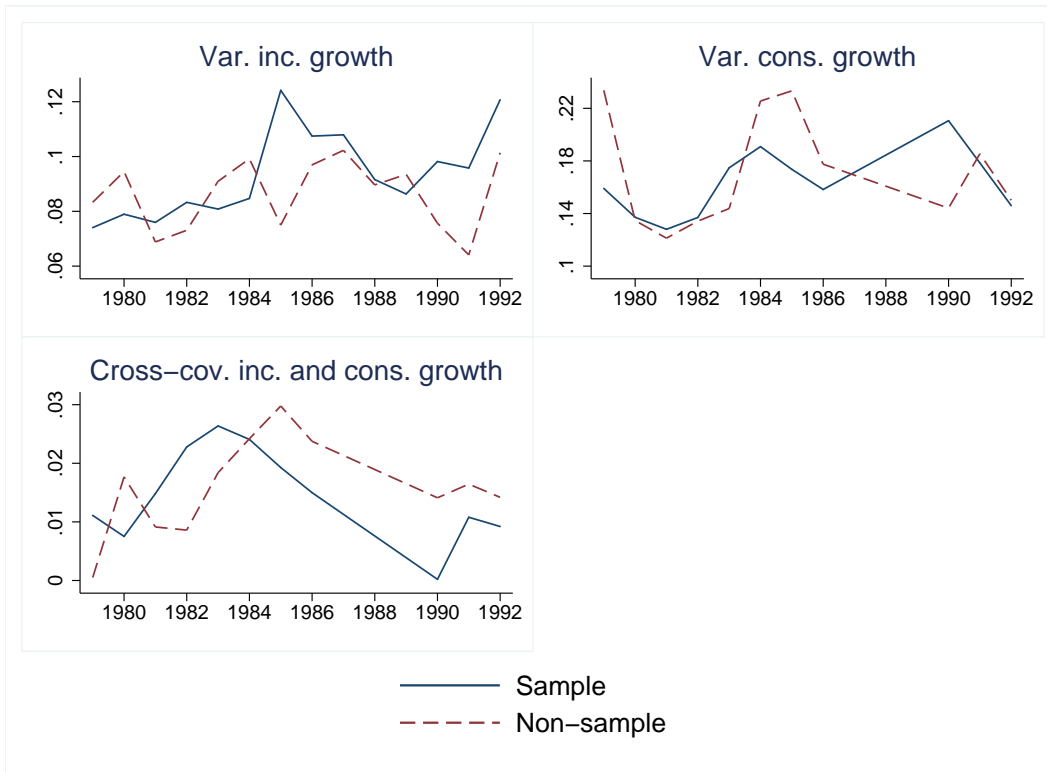 Var. inc. growth
.12
.1
.08
.06
1980 1982 1984 1986 1988 1990 1992
Var. cons. growth
.22
.18
.14
.1
1980 1982 1984 1986 1988 1990 1992
Cross−cov. inc. and cons. growth
.03
.02
.01
0
1980 1982 1984 1986 1988 1990 1992
Sample
Non−sample